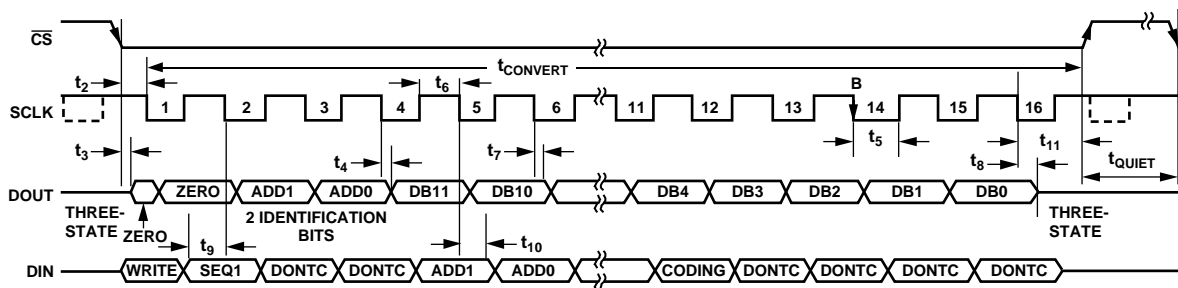 CS
tCONVERT
t2
t6
B
SCLK
1 2 3 4 5 6 11 12 13 14 15 16
t3
t4
t7
t5
t8
t11
tQUIET
DOUT
ZERO ADD1 ADD0 DB11 DB10 DB4 DB3 DB2 DB1 DB0
THREE-
STATE
ZERO
2 IDENTIFICATION
BITS
THREE-
STATE
t9
t10
DIN
WRITE SEQ1 DONTC DONTC ADD1 ADD0 CODING DONTC DONTC DONTC DONTC